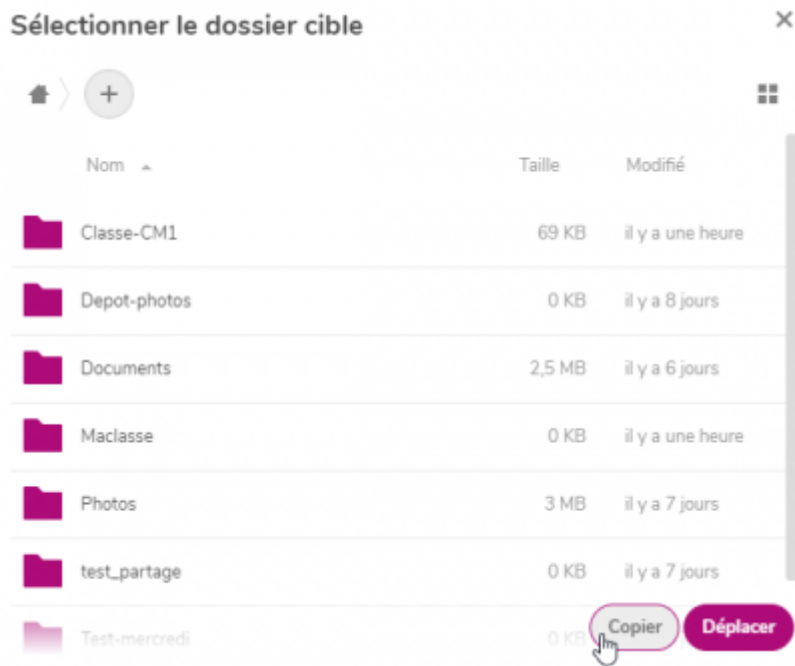 Sélectionner le dossier cible
Nom Taille Modifié
Classe-CM1 69 KB il y a une heure
Depot-photos 0 KB il y a 8 jours
Documents 2,5 MB il y a 6 jours
Maclasse 0 KB il y a une heure
Photos 3 MB il y a 7 jours
test_partage 0 KB il y a 7 jours
Test-mercredi 0 KB
Copier Déplacer